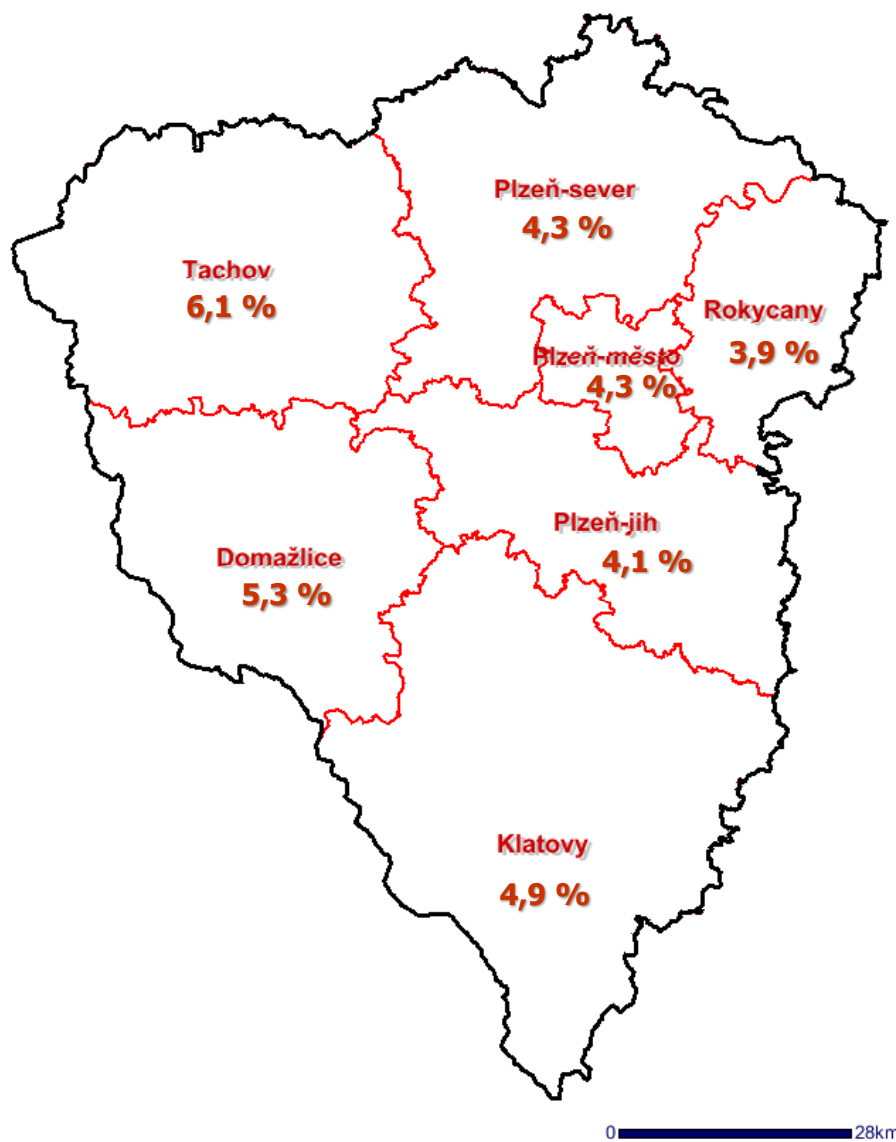 Plzeň-sever
4,3 %
Tachov
6,1 %
Rokycany
3,9 %
Plzeň-město
4,3 %
Plzeň-jih
4,1 %
Domažlice
5,3 %
Klatovy
4,9 %
0 28km